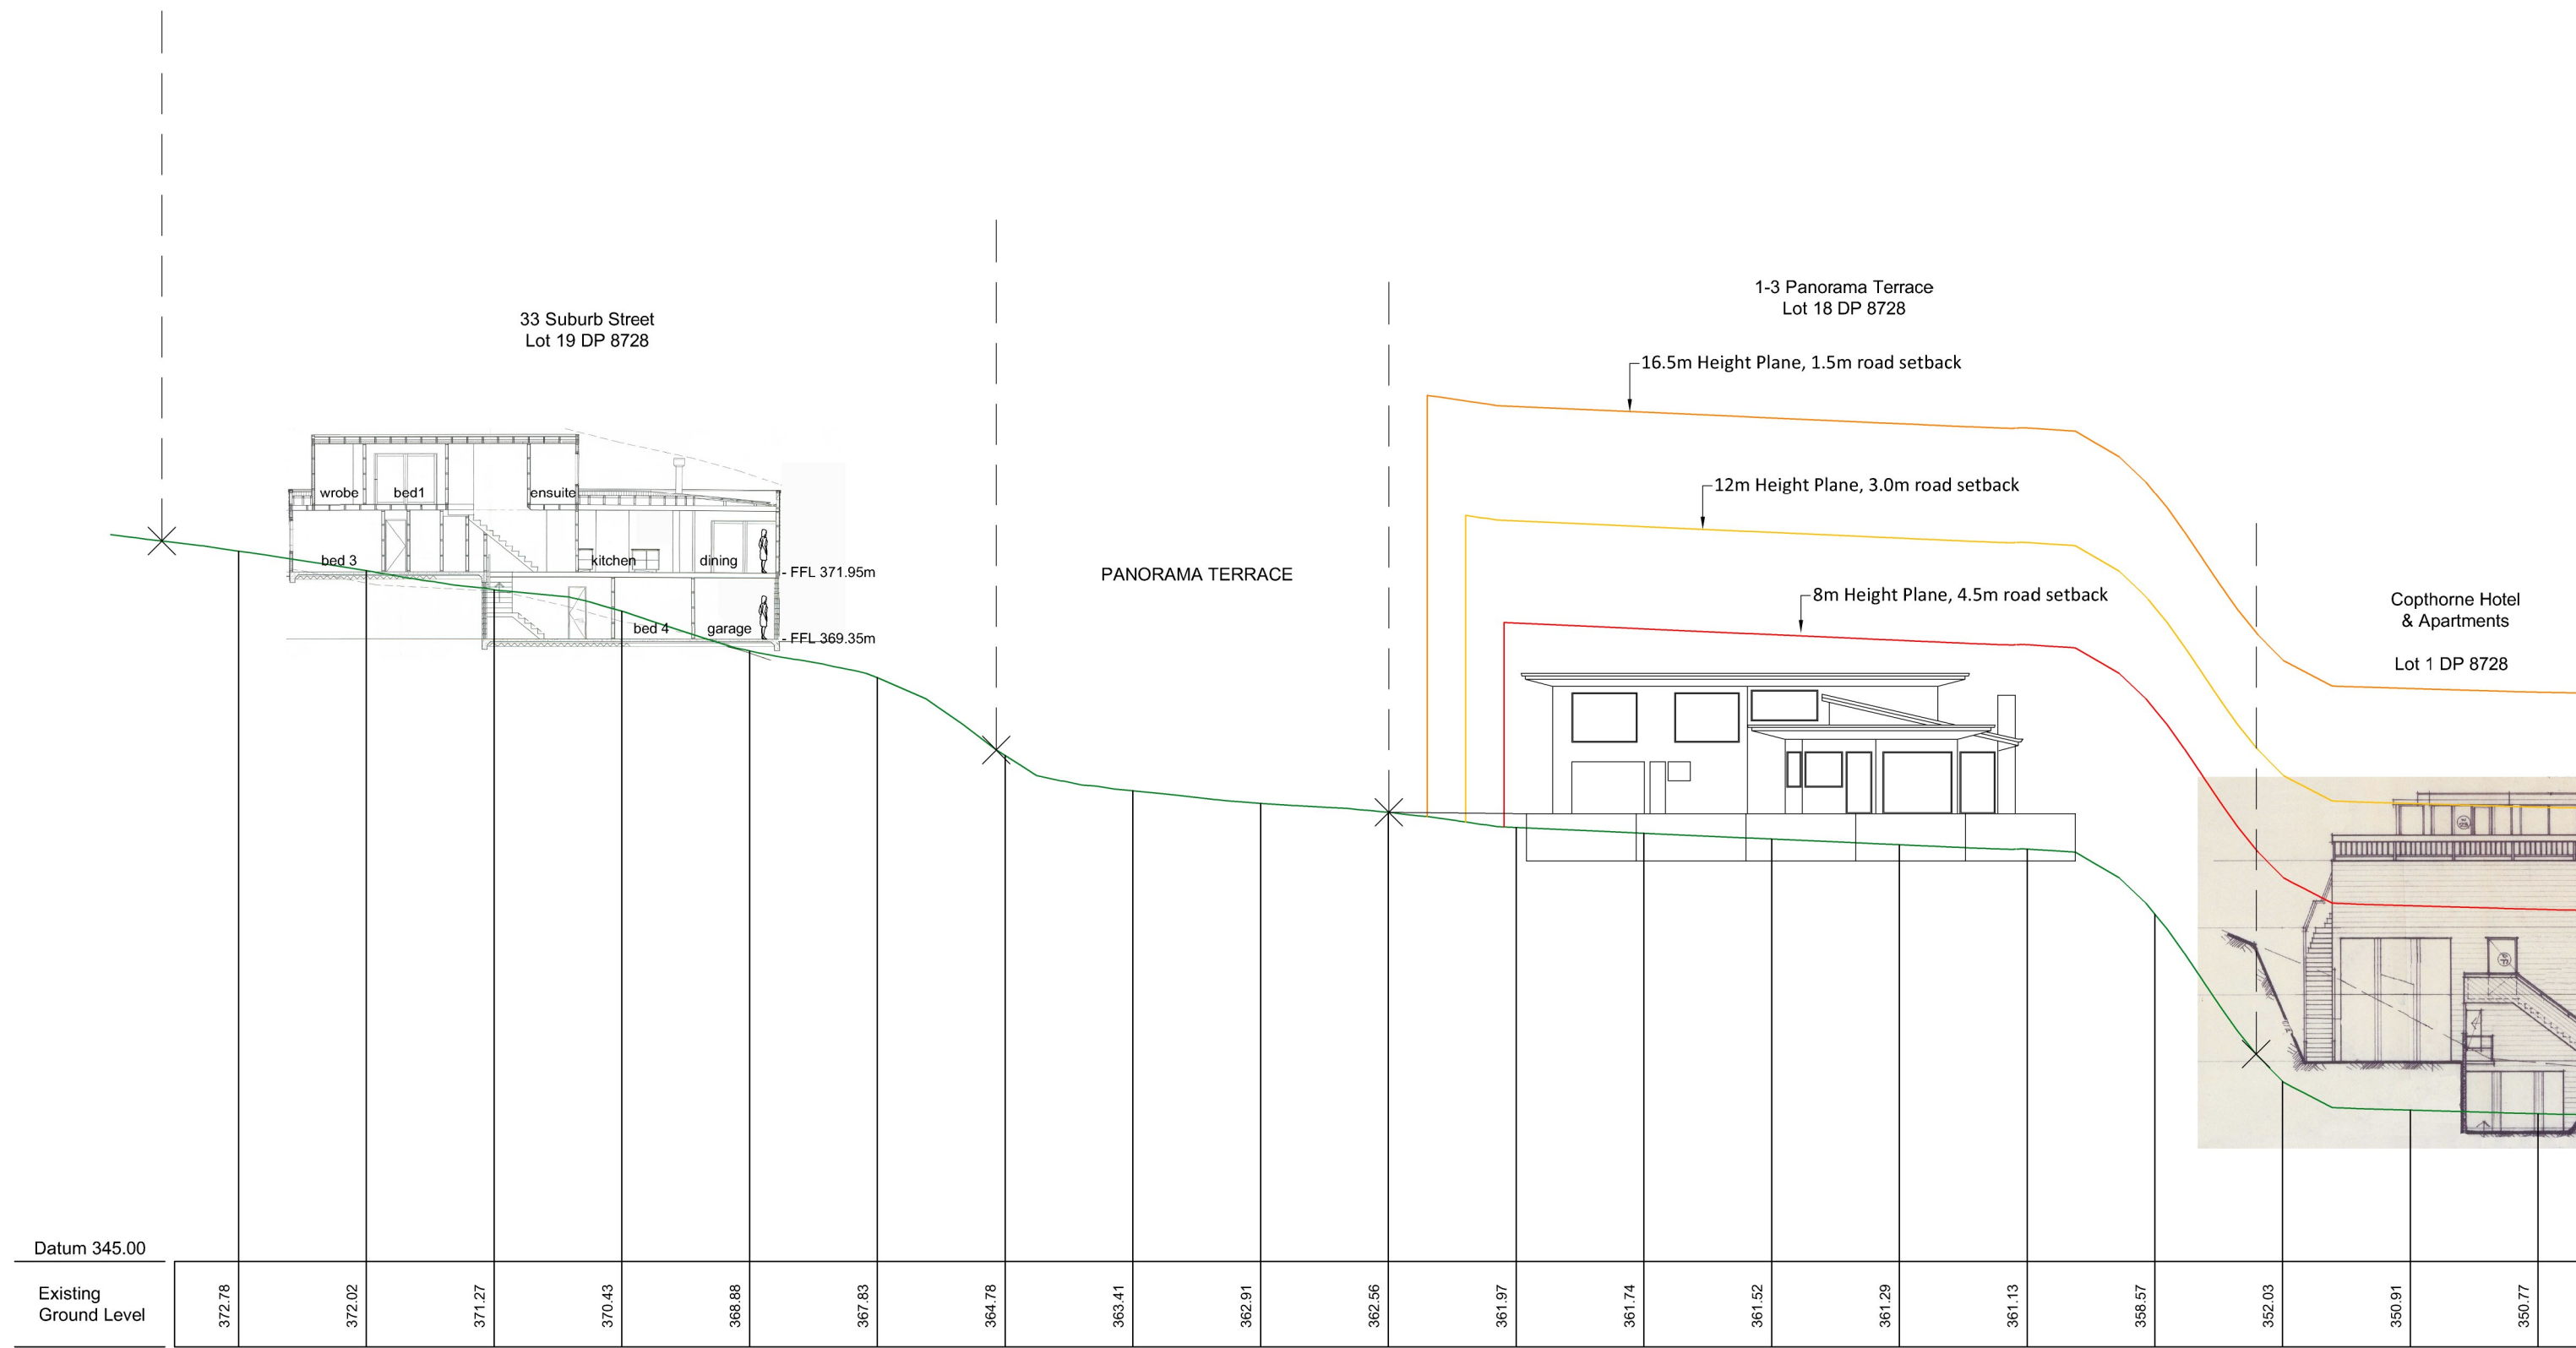 33 Suburb Street
Lot 19 DP 8728
1-3 Panorama Terrace
Lot 18 DP 8728
16.5m Height Plane, 1.5m road setback
12m Height Plane, 3.0m road setback
8m Height Plane, 4.5m road setback
wrobe
bed1
ensuite
bed 3
kitchen
dining
FFL 371.95m
bed 4
garage
FFL 369.35m
PANORAMA TERRACE
Copthorne Hotel
& Apartments
Lot 1 DP 8728
Datum 345.00
Existing
Ground Level
372.78
372.02
371.27
370.43
368.88
367.83
364.78
363.41
362.91
362.56
361.97
361.74
361.52
361.29
361.13
358.57
352.03
350.91
350.77